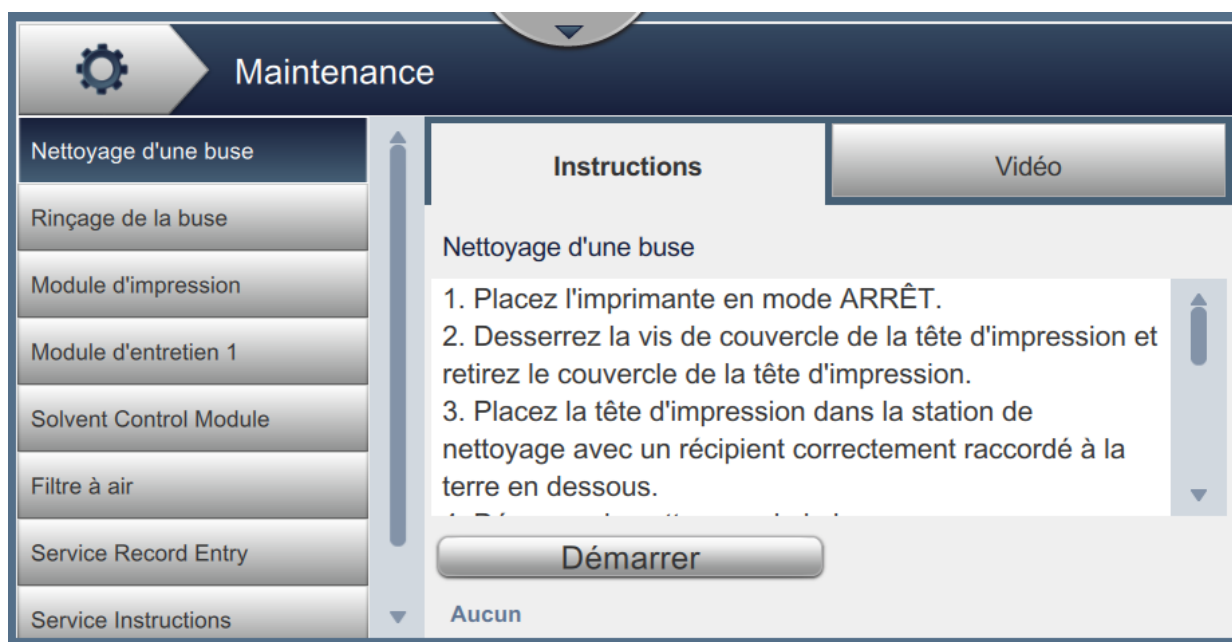 Maintenance
Nettoyage d'une buse
Rinçage de la buse
Module d'impression
Module d'entretien 1
Solvent Control Module
Filtre à air
Service Record Entry
Service Instructions
Instructions
Vidéo
Nettoyage d'une buse
1. Placez l'imprimante en mode ARRÊT.
2. Desserrez la vis de couvercle de la tête d'impression et
retirez le couvercle de la tête d'impression.
3. Placez la tête d'impression dans la station de
nettoyage avec un récipient correctement raccordé à la
terre en dessous.
Démarrer
Aucun